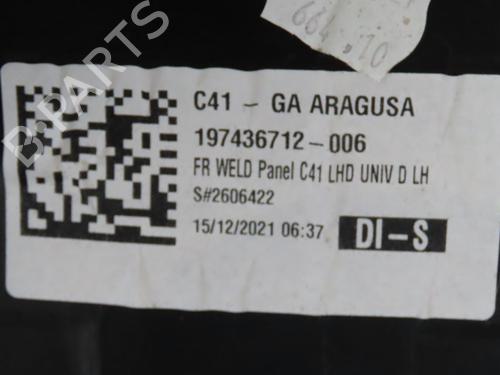 664.10
C41 - GA ARAGUSA
197436712-006
FR WELD Panel C41 LHD UNIV D LH
S#2606422
15/12/2021 06:37 DI-S
B-PARTS